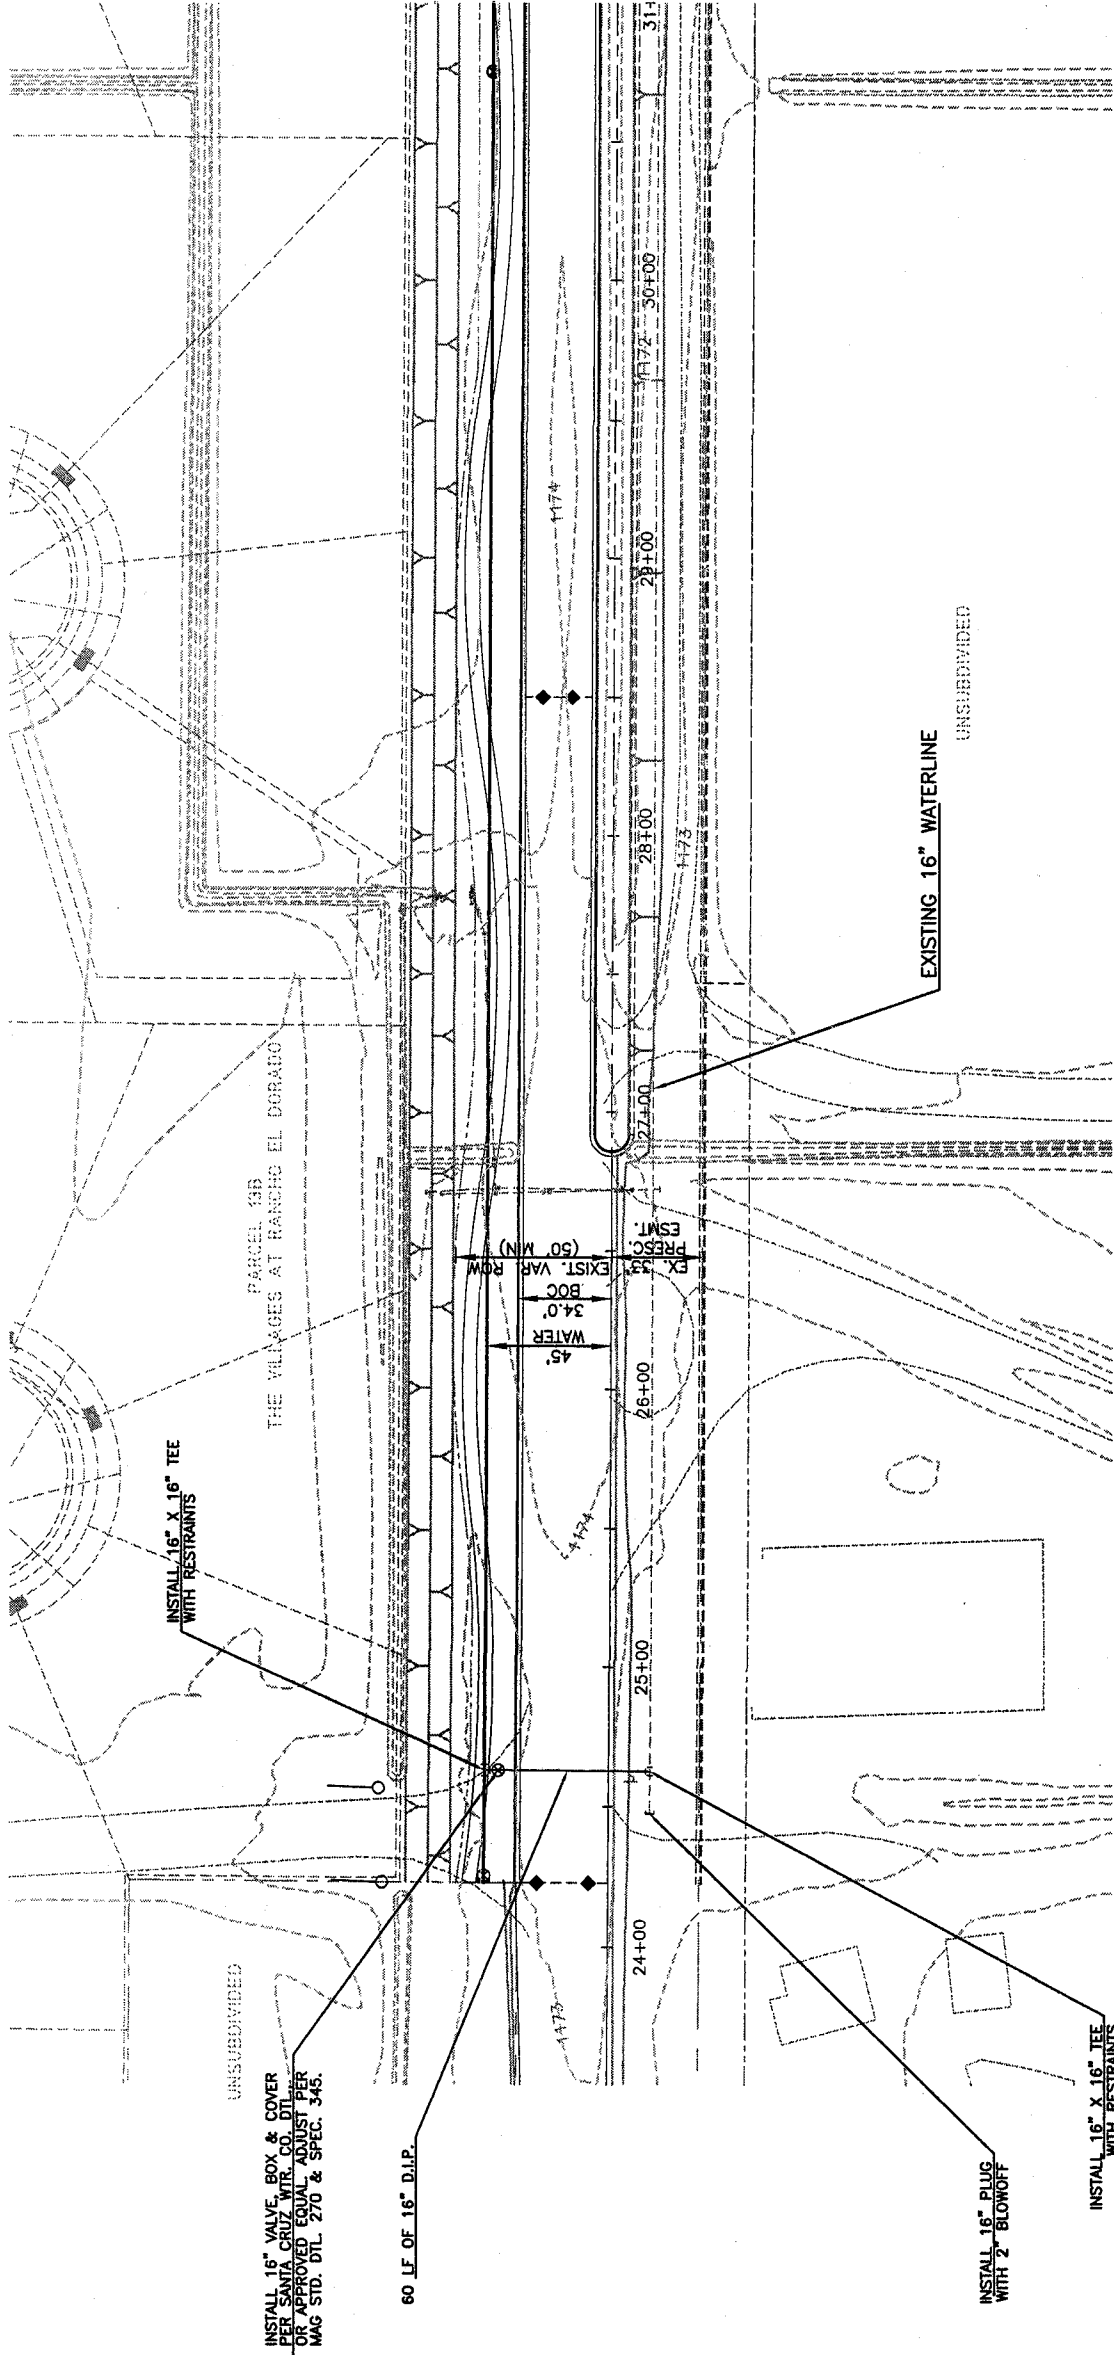 INSTALL 16" VALVE, BOX & COVER
PER SANTA CRUZ WTR. CO. DTL.
OR APPROVED EQUAL ADJUST PER
MAG STD. DTL. 270 & SPEC. 345.
60 LF OF 16" D.I.P.
INSTALL 16" PLUG
WITH 2" BLOWOFF
INSTALL 16" X 16" TEE
WITH RESTRAINTS
INSTALL 16" X 16" TEE
WITH RESTRAINTS
UNSUBDIVIDED
PARCEL 19B
THE VILLAGES AT RANCHO EL DORADO
45'
WATER
34.0'
BOC
EXIST. VAR. ROW
(50' MIN)
EX. 33'
PRESC.
ESMT.
EXISTING 16" WATERLINE
UNSUBDIVIDED
24+00
25+00
26+00
27+00
28+00
29+00
30+00
31+
1173
1174
1173
1174
1172